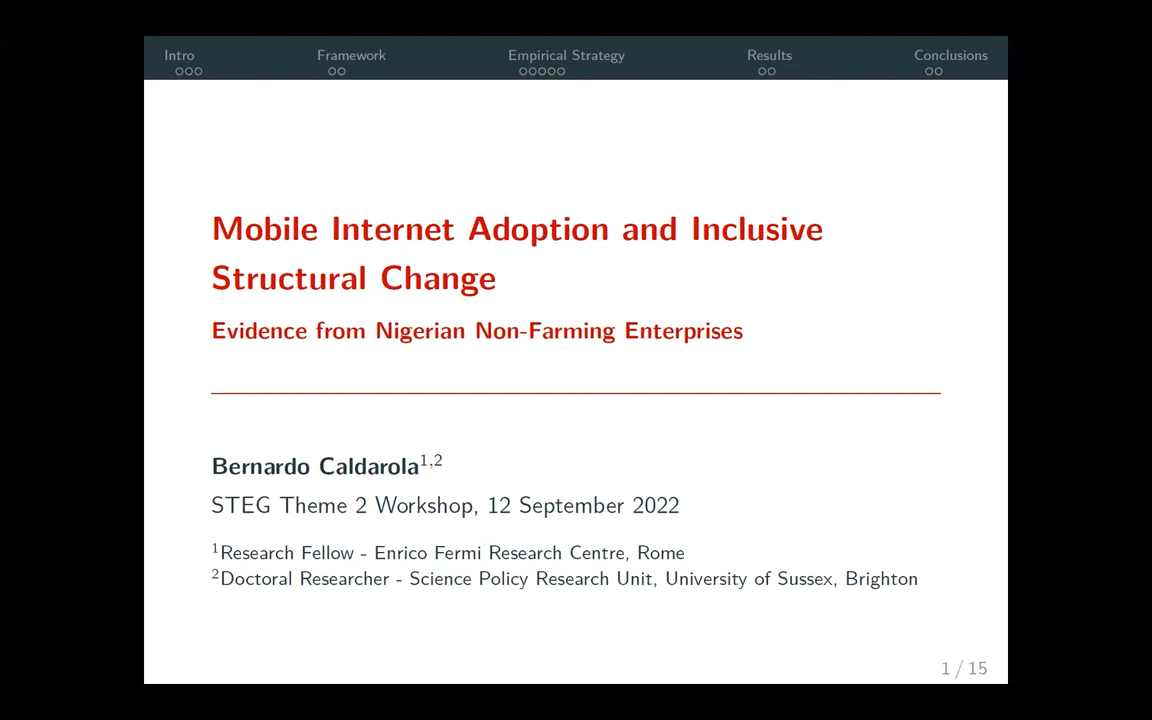 Intro Framework Empirical Strategy Results Conclusions
Mobile Internet Adoption and Inclusive
Structural Change
Evidence from Nigerian Non-Farming Enterprises
Bernardo Caldarola1,2
STEG Theme 2 Workshop, 12 September 2022
1Research Fellow - Enrico Fermi Research Centre, Rome
2Doctoral Researcher - Science Policy Research Unit, University of Sussex, Brighton
1 / 15